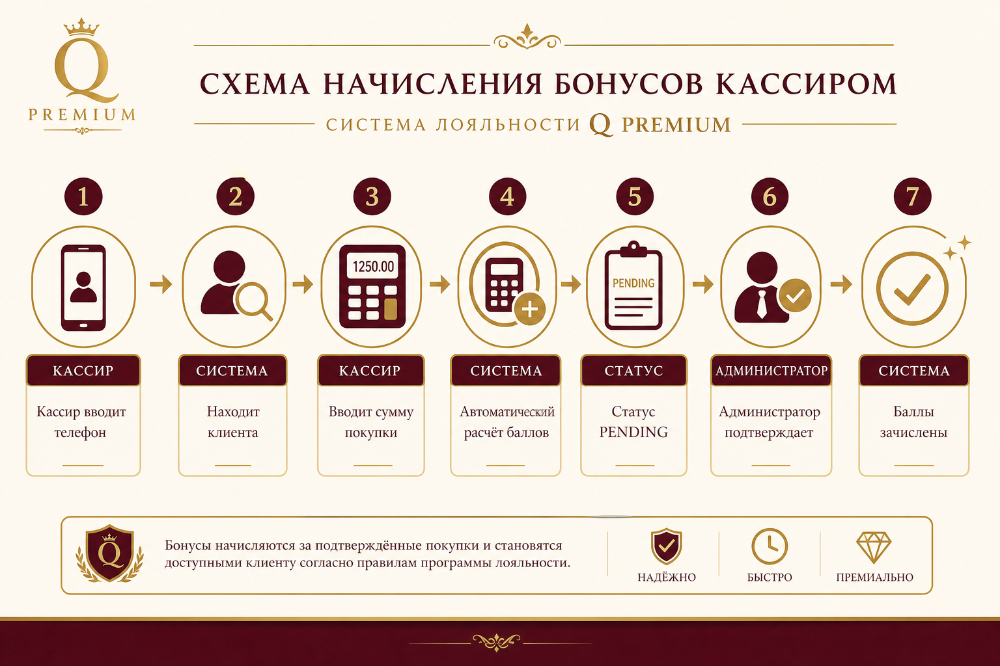 Q
PREMIUM
СХЕМА НАЧИСЛЕНИЯ БОНУСОВ КАССИРОМ
СИСТЕМА ЛОЯЛЬНОСТИ Q PREMIUM
1
2
3
4
5
6
7
1250.00
PENDING
КАССИР
Кассир вводит
телефон
СИСТЕМА
Находит
клиента
КАССИР
Вводит сумму
покупки
СИСТЕМА
Автоматический
расчёт баллов
СТАТУС
Статус
PENDING
АДМИНИСТРАТОР
Администратор
подтверждает
СИСТЕМА
Баллы
зачислены
Q
Бонусы начисляются за подтверждённые покупки и становятся
доступными клиенту согласно правилам программы лояльности.
НАДЁЖНО
БЫСТРО
ПРЕМИАЛЬНО